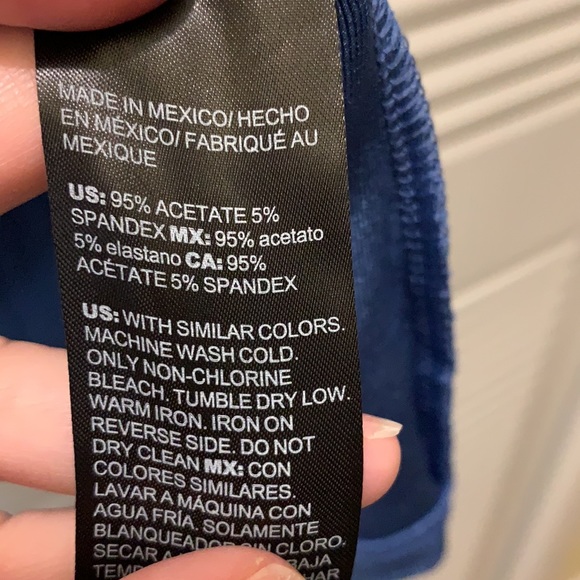 MADE IN MEXICO/ HECHO
EN MÉXICO/ FABRIQUÉ AU
MEXIQUE
US: 95% ACETATE 5%
SPANDEX MX: 95% acetato
5% elastano CA: 95%
ACÉTATE 5% SPANDEX
US: WITH SIMILAR COLORS.
MACHINE WASH COLD.
ONLY NON-CHLORINE
BLEACH. TUMBLE DRY LOW.
WARM IRON. IRON ON
REVERSE SIDE. DO NOT
DRY CLEAN MX: CON
COLORES SIMILARES.
LAVAR A MÁQUINA CON
AGUA FRÍA. SOLAMENTE
BLANQUEADOR SIN CLORO.
SECAR A